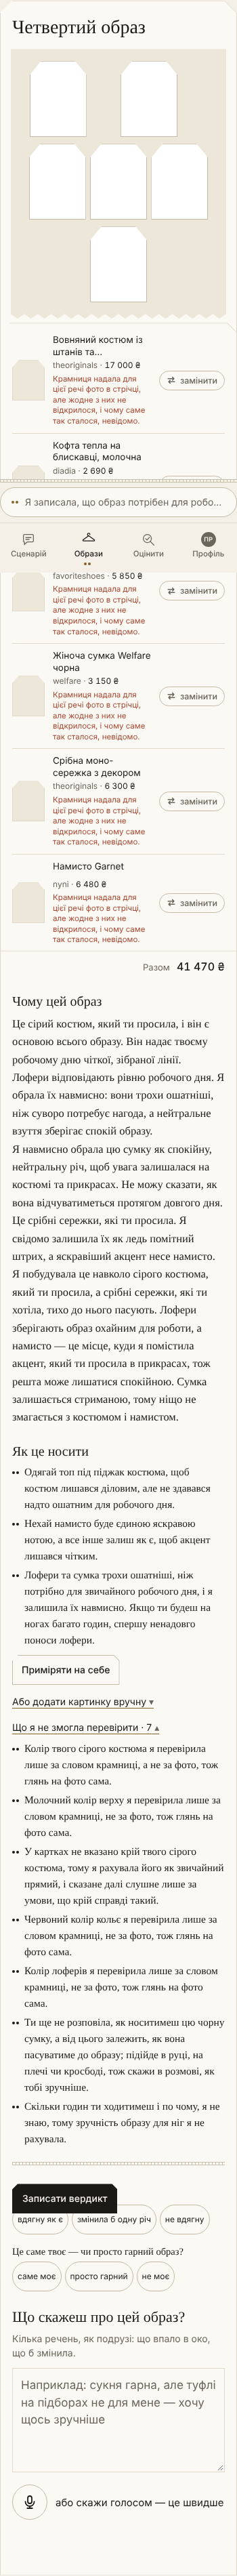 Четвертий образ
Вовняний костюм із
штанів та...
theoriginals · 17 000 ₴
Крамниця надала для
цієї речі фото в стрічці,
але жодне з них не
відкрилося, і чому саме
так сталося, невідомо.
замінити
Кофта тепла на
блискавці, молочна
diadia · 2 690 ₴
Я записала, що образ потрібен для робо...
Сценарій
Образи
Оцінити
ПР
Профіль
favoriteshoes · 5 850 ₴
Крамниця надала для
цієї речі фото в стрічці,
але жодне з них не
відкрилося, і чому саме
так сталося, невідомо.
замінити
Жіноча сумка Welfare
чорна
welfare · 3 150 ₴
Крамниця надала для
цієї речі фото в стрічці,
але жодне з них не
відкрилося, і чому саме
так сталося, невідомо.
замінити
Срібна моно-
сережка з декором
theoriginals · 6 300 ₴
Крамниця надала для
цієї речі фото в стрічці,
але жодне з них не
відкрилося, і чому саме
так сталося, невідомо.
замінити
Намисто Garnet
nyni · 6 480 ₴
Крамниця надала для
цієї речі фото в стрічці,
але жодне з них не
відкрилося, і чому саме
так сталося, невідомо.
замінити
Разом 41 470 ₴
Чому цей образ
Це сірий костюм, який ти просила, і він є
основою всього образу. Він надає твоєму
робочому дню чіткої, зібраної лінії.
Лофери відповідають рівню робочого дня. Я
обрала їх навмисно: вони трохи ошатніші,
ніж суворо потребує нагода, а нейтральне
взуття зберігає спокій образу.
Я навмисно обрала цю сумку як спокійну,
нейтральну річ, щоб увага залишалася на
костюмі та прикрасах. Не можу сказати, як
вона відчуватиметься протягом довгого дня.
Це срібні сережки, які ти просила. Я
свідомо залишила їх як ледь помітний
штрих, а яскравіший акцент несе намисто.
Я побудувала це навколо сірого костюма,
який ти просила, а срібні сережки, які ти
хотіла, тихо до нього пасують. Лофери
зберігають образ охайним для роботи, а
намисто — це місце, куди я помістила
акцент, який ти просила в прикрасах, тож
решта може лишатися спокійною. Сумка
залишається стриманою, тому ніщо не
змагається з костюмом і намистом.
Як це носити
Одягай топ під піджак костюма, щоб
костюм лишався діловим, але не здавався
надто ошатним для робочого дня.
Нехай намисто буде єдиною яскравою
нотою, а все інше залиш як є, щоб акцент
лишався чітким.
Лофери та сумка трохи ошатніші, ніж
потрібно для звичайного робочого дня, і я
залишила їх навмисно. Якщо ти будеш на
ногах багато годин, спершу ненадовго
поноси лофери.
Приміряти на себе
Або додати картинку вручну ▾
Що я не змогла перевірити · 7 ▴
Колір твого сірого костюма я перевірила
лише за словом крамниці, а не за фото, тож
глянь на фото сама.
Молочний колір верху я перевірила лише за
словом крамниці, не за фото, тож глянь на
фото сама.
У картках не вказано крій твого сірого
костюма, тому я рахувала його як звичайний
прямий, і сказане далі слушне лише за
умови, що крій справді такий.
Червоний колір кольє я перевірила лише за
словом крамниці, не за фото, тож глянь на
фото сама.
Колір лоферів я перевірила лише за словом
крамниці, не за фото, тож глянь на фото
сама.
Ти ще не розповіла, як носитимеш цю чорну
сумку, а від цього залежить, як вона
пасуватиме до образу; підійде в руці, на
плечі чи кросбоді, тож скажи в розмові, як
тобі зручніше.
Скільки годин ти ходитимеш і по чому, я не
знаю, тому зручність образу для ніг я не
рахувала.
Записати вердикт
вдягну як є
змінила б одну річ
не вдягну
Це саме твоє — чи просто гарний образ?
саме моє
просто гарний
не моє
Що скажеш про цей образ?
Кілька речень, як подрузі: що впало в око,
що б змінила.
Наприклад: сукня гарна, але туфлі
на підборах не для мене — хочу
щось зручніше
або скажи голосом — це швидше